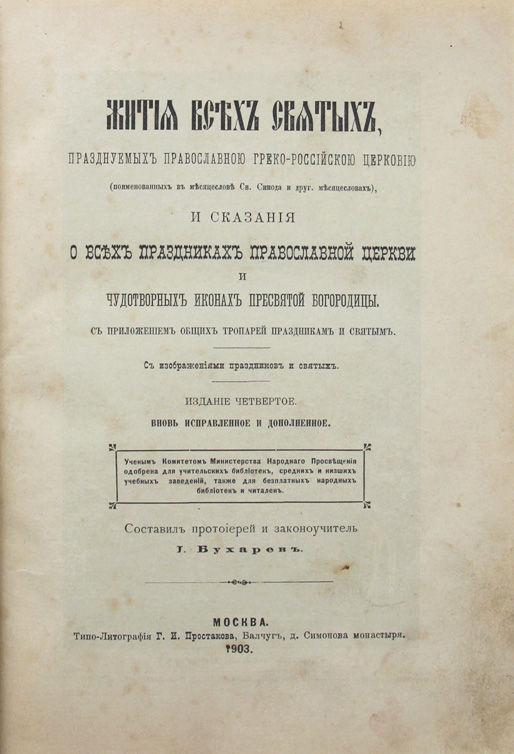 ЖИТІЯ ВСѢХЪ СВЯТЫХЪ,
ПРАЗДНУЕМЫХЪ ПРАВОСЛАВНОЮ ГРЕКО-РОССІЙСКОЮ ЦЕРКОВІЮ
(поименованныхъ въ мѣсяцесловѣ Св. Синода и друг. мѣсяцесловахъ),
И СКАЗАНІЯ
О ВСѢХЪ ПРАЗДНИКАХЪ ПРАВОСЛАВНОЙ ЦЕРКВИ
И
ЧУДОТВОРНЫХЪ ИКОНАХЪ ПРЕСВЯТОЙ БОГОРОДИЦЫ.
СЪ ПРИЛОЖЕНІЕМЪ ОБЩИХЪ ТРОПАРЕЙ ПРАЗДНИКАМЪ И СВЯТЫМЪ.
Съ изображеніями праздниковъ и святыхъ.
ИЗДАНІЕ ЧЕТВЕРТОЕ.
ВНОВЬ ИСПРАВЛЕННОЕ И ДОПОЛНЕННОЕ.
Ученымъ Комитетомъ Министерства Народнаго Просвѣщенія
одобрена для учительскихъ библіотекъ, среднихъ и низшихъ
учебныхъ заведеній, также для безплатныхъ народныхъ
библіотекъ и читаленъ.
Составилъ протоіерей и законоучитель
І. Бухаревъ.
МОСКВА.
Типо-Литографія Г. И. Простакова, Балчугъ, д. Симонова монастыря.
1903.